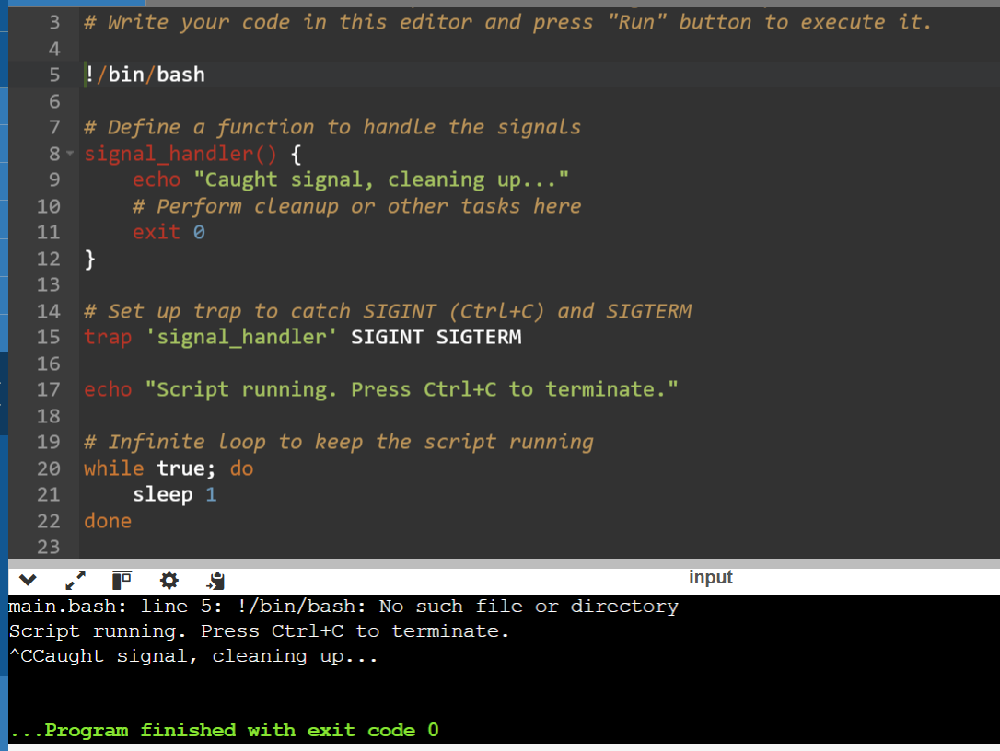 3 # Write your code in this editor and press "Run" button to execute it.
4
5 !/bin/bash
6
7 # Define a function to handle the signals
8 signal_handler() {
9     echo "Caught signal, cleaning up..."
10     # Perform cleanup or other tasks here
11     exit 0
12 }
13
14 # Set up trap to catch SIGINT (Ctrl+C) and SIGTERM
15 trap 'signal_handler' SIGINT SIGTERM
16
17 echo "Script running. Press Ctrl+C to terminate."
18
19 # Infinite loop to keep the script running
20 while true; do
21     sleep 1
22 done
23
input
main.bash: line 5: !/bin/bash: No such file or directory
Script running. Press Ctrl+C to terminate.
^CCaught signal, cleaning up...
...Program finished with exit code 0